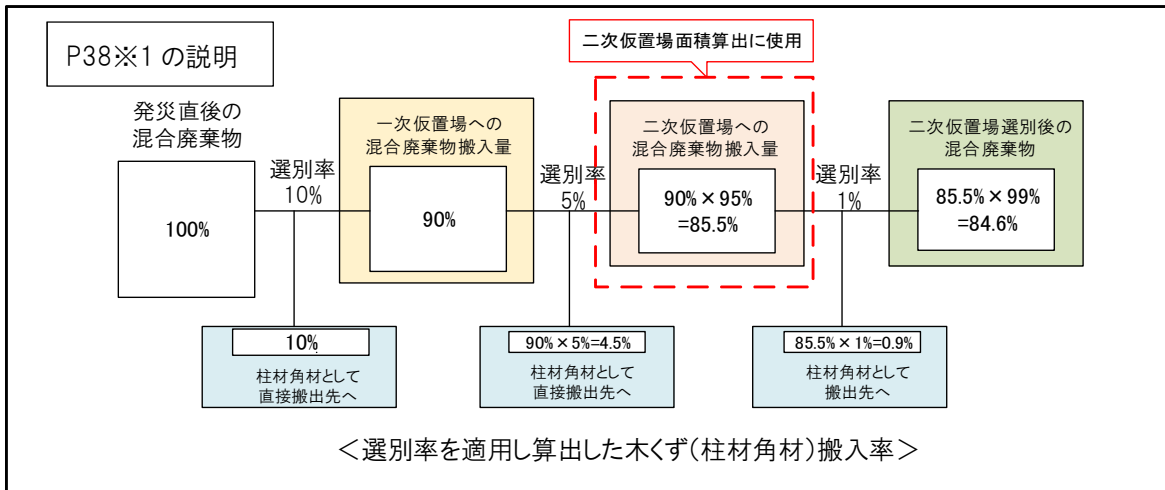 P38※1の説明
二次仮置場面積算出に使用
発災直後の
混合廃棄物
100%
選別率
10%
一次仮置場への
混合廃棄物搬入量
90%
選別率
5%
二次仮置場への
混合廃棄物搬入量
90%×95%
=85.5%
選別率
1%
二次仮置場選別後の
混合廃棄物
85.5%×99%
=84.6%
10%
柱材角材として
直接搬出先へ
90%×5%=4.5%
柱材角材として
直接搬出先へ
85.5%×1%=0.9%
柱材角材として
搬出先へ
＜選別率を適用し算出した木くず(柱材角材)搬入率＞